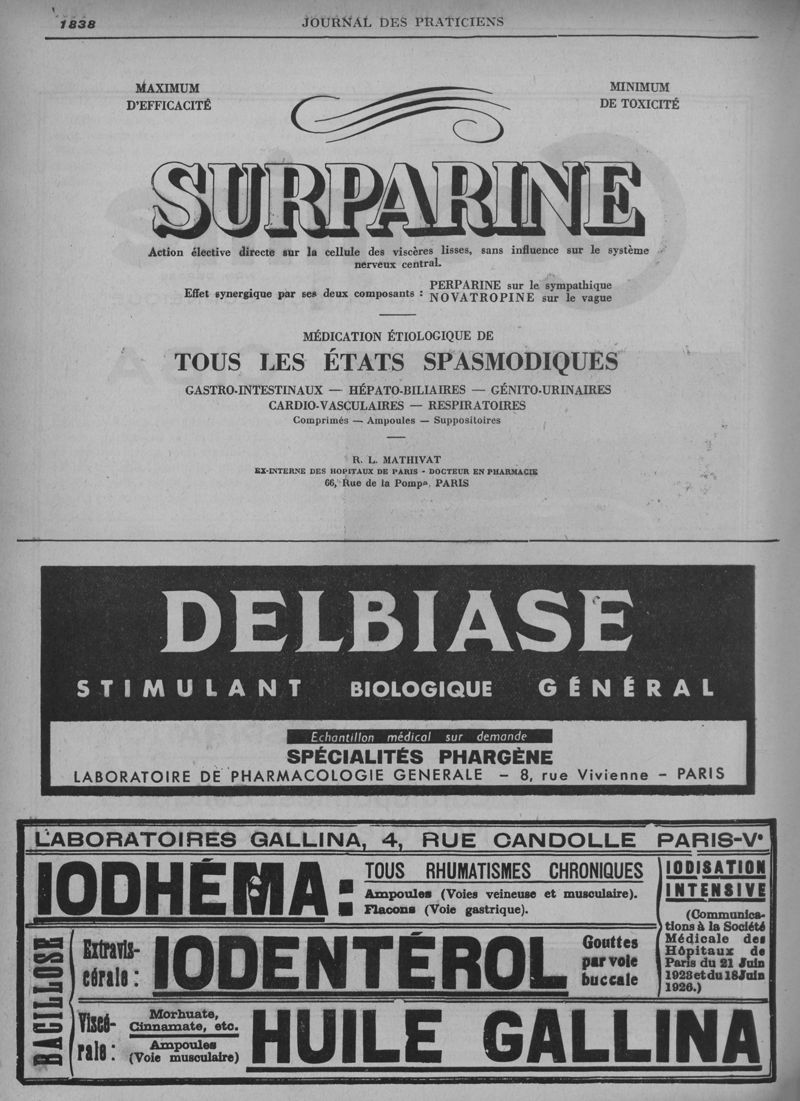 1838
JOURNAL DES PRATICIENS
MAXIMUM
D'EFFICACITÉ
MINIMUM
DE TOXICITÉ
SURPARINE
Action élective directe sur la cellule des viscères lisses, sans influence sur le système
nerveux central.
Effet synergique par ses deux composants :
PERPARINE sur le sympathique
NOVATROPINE sur le vague
MÉDICATION ÉTIOLOGIQUE DE
TOUS LES ÉTATS SPASMODIQUES
GASTRO-INTESTINAUX — HÉPATO-BILIAIRES — GÉNITO-URINAIRES
CARDIO-VASCULAIRES — RESPIRATOIRES
Comprimés — Ampoules — Suppositoires
R. L. MATHIVAT
EX-INTERNE DES HOPITAUX DE PARIS - DOCTEUR EN PHARMACIE
66, Rue de la Pompe, PARIS
DELBIASE
STIMULANT BIOLOGIQUE GÉNÉRAL
Echantillon médical sur demande
SPÉCIALITÉS PHARGÈNE
LABORATOIRE DE PHARMACOLOGIE GENERALE – 8, rue Vivienne – PARIS
LABORATOIRES GALLINA, 4, RUE CANDOLLE PARIS-Ve
IODHÉMA :
TOUS RHUMATISMES CHRONIQUES
Ampoules (Voies veineuse et musculaire).
Flacons (Voie gastrique).
IODISATION
INTENSIVE
(Communica-
tions à la Société
Médicale des
Hôpitaux de
Paris du 21 Juin
1923 et du 18 Juin
1926.)
BACILLOSE
Extravis-
cérale :
IODENTÉROL
Gouttes
par voie
buccale
Viscé-
rale :
Morhuate,
Cinnamate, etc.
Ampoules
(Voie musculaire)
HUILE GALLINA